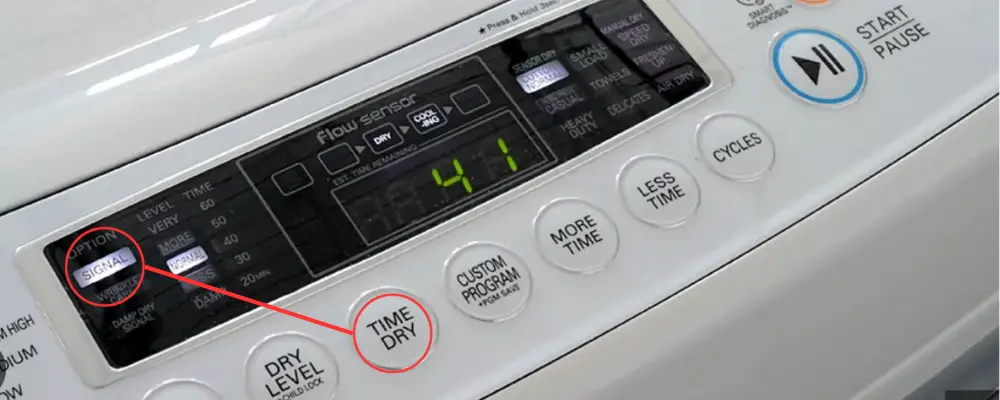 ★ Press & Hold 3sec.
SMART
DIAGNOSIS™
START
PAUSE
flow sensor
DRY
COOL
-ING
EST. TIME REMAINING
41
SENSOR DRY
COTTON/
NORMAL
CASUAL
HEAVY
DUTY
SMALL
LOAD
TOWELS
DELICATES
MANUAL DRY
SPEED
DRY
FRESHEN
UP
AIR DRY
OPTION
SIGNAL
WRINKLE
CARE
DAMP DRY
SIGNAL
LEVEL
VERY
MORE
NORMAL
LESS
DAMP
TIME
60
50
40
30
20MIN
CYCLES
LESS
TIME
MORE
TIME
CUSTOM
PROGRAM
★PGM SAVE
TIME
DRY
DRY
LEVEL
CHILD LOCK
M HIGH
DIUM
OW